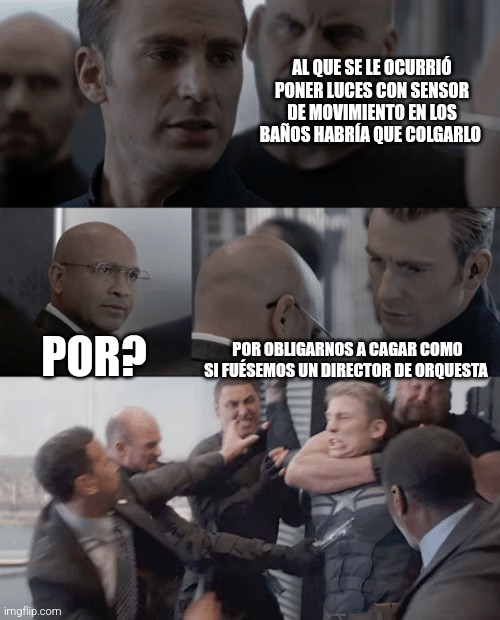 AL QUE SE LE OCURRIÓ
PONER LUCES CON SENSOR
DE MOVIMIENTO EN LOS
BAÑOS HABRÍA QUE COLGARLO
POR?
POR OBLIGARNOS A CAGAR COMO
SI FUÉSEMOS UN DIRECTOR DE ORQUESTA
imgflip.com